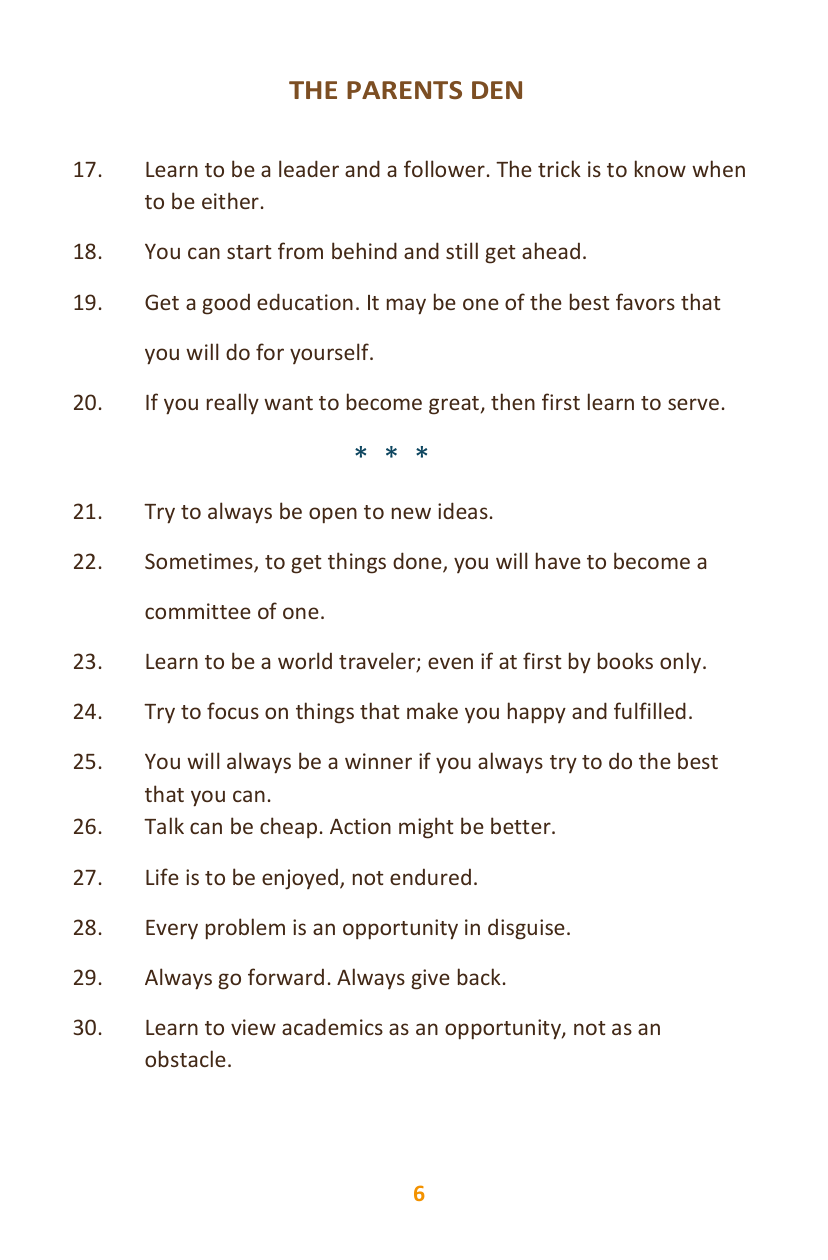 THE PARENTS DEN
17. Learn to be a leader and a follower. The trick is to know when
to be either.
18. You can start from behind and still get ahead.
19. Get a good education. It may be one of the best favors that
you will do for yourself.
20. If you really want to become great, then first learn to serve.
* * *
21. Try to always be open to new ideas.
22. Sometimes, to get things done, you will have to become a
committee of one.
23. Learn to be a world traveler; even if at first by books only.
24. Try to focus on things that make you happy and fulfilled.
25. You will always be a winner if you always try to do the best
that you can.
26. Talk can be cheap. Action might be better.
27. Life is to be enjoyed, not endured.
28. Every problem is an opportunity in disguise.
29. Always go forward. Always give back.
30. Learn to view academics as an opportunity, not as an
obstacle.
6